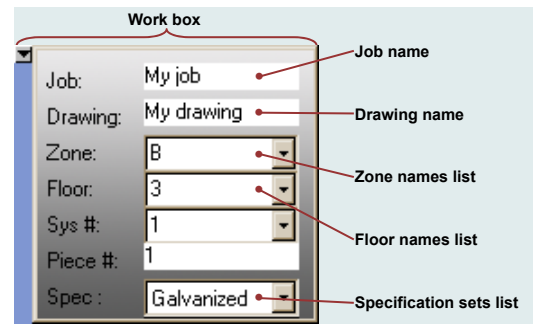 Work box
Job name
Job: My job
Drawing: My drawing
Drawing name
Zone: B
Zone names list
Floor: 3
Floor names list
Sys #: 1
Piece #: 1
Spec : Galvanized
Specification sets list